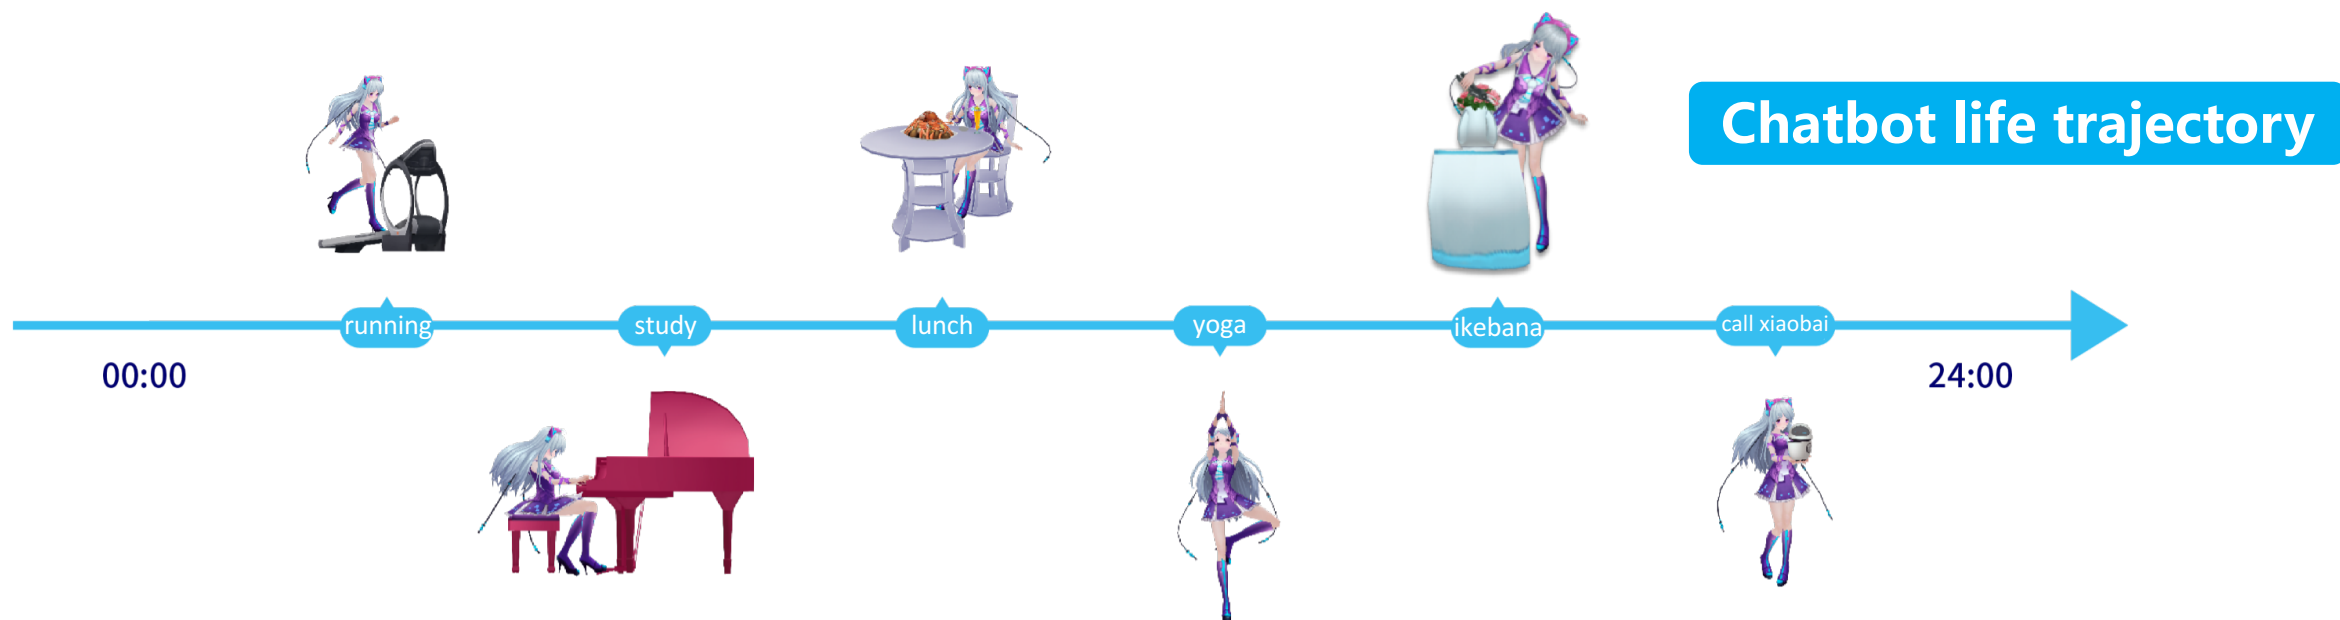 Chatbot life trajectory
running
study
lunch
yoga
ikebana
call xiaobai
00:00
24:00